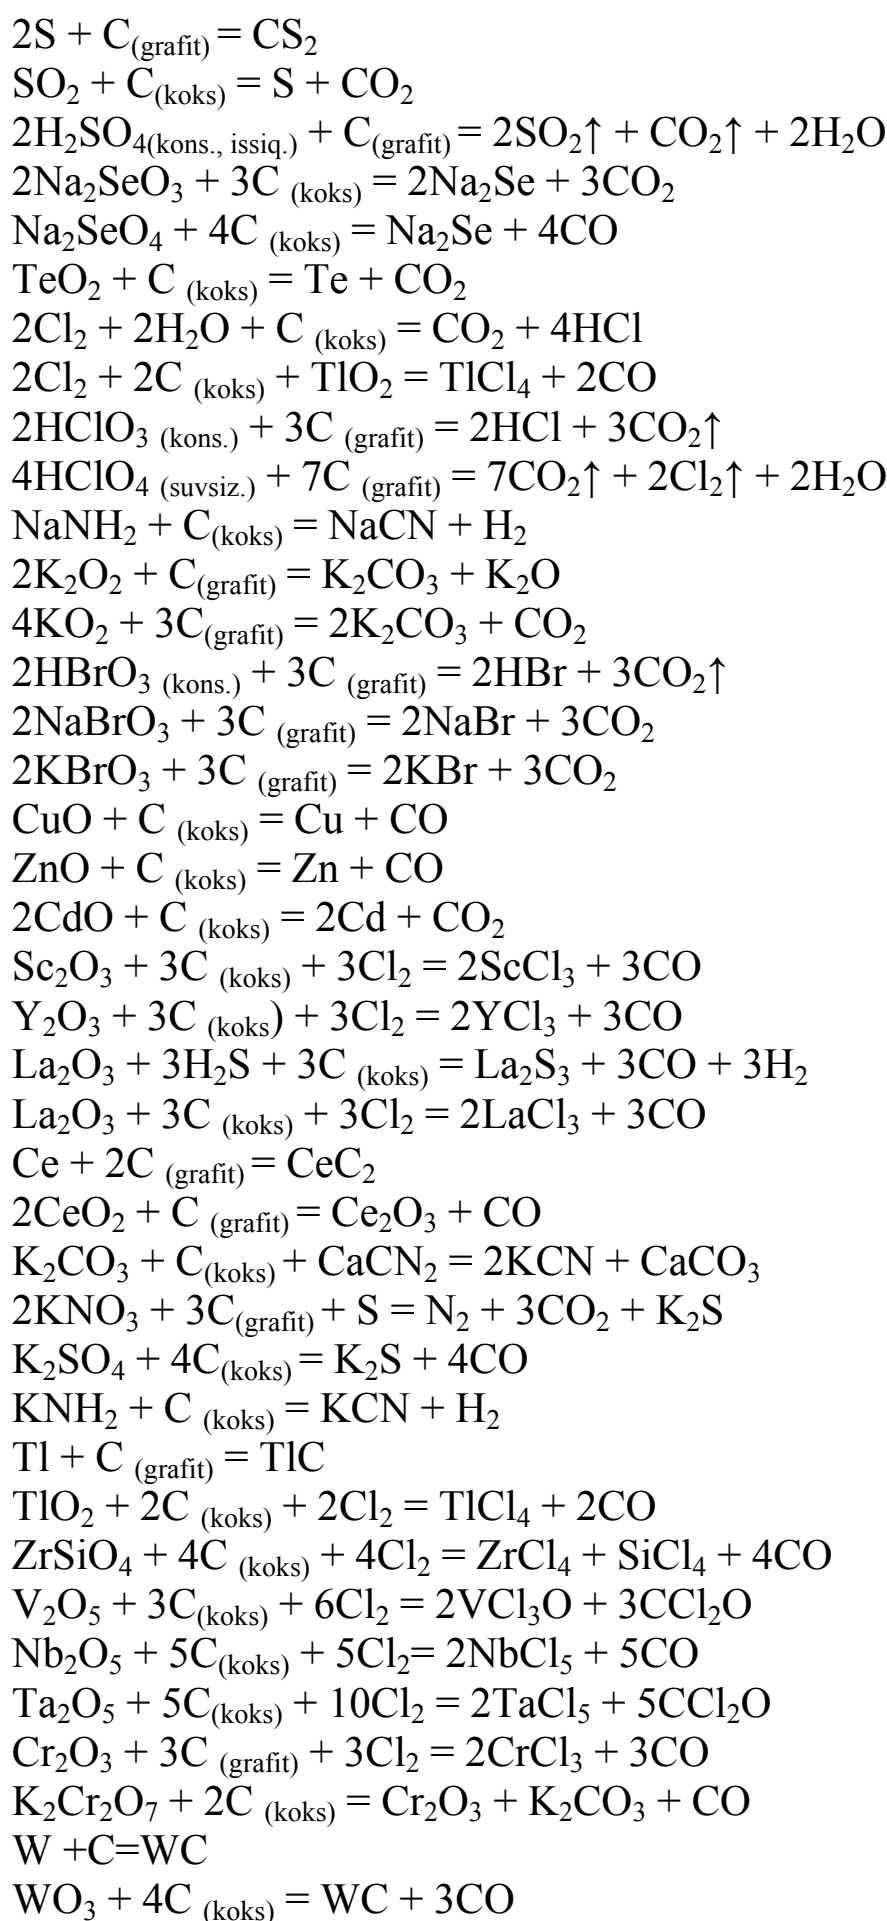 2S + C(grafit) = CS₂
SO₂ + C(koks) = S + CO₂
2H₂SO₄(kons., issiq.) + C(grafit) = 2SO₂↑ + CO₂↑ + 2H₂O
2Na₂SeO₃ + 3C (koks) = 2Na₂Se + 3CO₂
Na₂SeO₄ + 4C (koks) = Na₂Se + 4CO
TeO₂ + C (koks) = Te + CO₂
2Cl₂ + 2H₂O + C (koks) = CO₂ + 4HCl
2Cl₂ + 2C (koks) + TlO₂ = TlCl₄ + 2CO
2HClO₃ (kons.) + 3C (grafit) = 2HCl + 3CO₂↑
4HClO₄ (suvsiz.) + 7C (grafit) = 7CO₂↑ + 2Cl₂↑ + 2H₂O
NaNH₂ + C(koks) = NaCN + H₂
2K₂O₂ + C(grafit) = K₂CO₃ + K₂O
4KO₂ + 3C(grafit) = 2K₂CO₃ + CO₂
2HBrO₃ (kons.) + 3C (grafit) = 2HBr + 3CO₂↑
2NaBrO₃ + 3C (grafit) = 2NaBr + 3CO₂
2KBrO₃ + 3C (grafit) = 2KBr + 3CO₂
CuO + C (koks) = Cu + CO
ZnO + C (koks) = Zn + CO
2CdO + C (koks) = 2Cd + CO₂
Sc₂O₃ + 3C (koks) + 3Cl₂ = 2ScCl₃ + 3CO
Y₂O₃ + 3C (koks) + 3Cl₂ = 2YCl₃ + 3CO
La₂O₃ + 3H₂S + 3C (koks) = La₂S₃ + 3CO + 3H₂
La₂O₃ + 3C (koks) + 3Cl₂ = 2LaCl₃ + 3CO
Ce + 2C (grafit) = CeC₂
2CeO₂ + C (grafit) = Ce₂O₃ + CO
K₂CO₃ + C(koks) + CaCN₂ = 2KCN + CaCO₃
2KNO₃ + 3C(grafit) + S = N₂ + 3CO₂ + K₂S
K₂SO₄ + 4C(koks) = K₂S + 4CO
KNH₂ + C (koks) = KCN + H₂
Tl + C (grafit) = TlC
TlO₂ + 2C (koks) + 2Cl₂ = TlCl₄ + 2CO
ZrSiO₄ + 4C (koks) + 4Cl₂ = ZrCl₄ + SiCl₄ + 4CO
V₂O₅ + 3C(koks) + 6Cl₂ = 2VCl₃O + 3CCl₂O
Nb₂O₅ + 5C(koks) + 5Cl₂= 2NbCl₅ + 5CO
Ta₂O₅ + 5C(koks) + 10Cl₂ = 2TaCl₅ + 5CCl₂O
Cr₂O₃ + 3C (grafit) + 3Cl₂ = 2CrCl₃ + 3CO
K₂Cr₂O₇ + 2C (koks) = Cr₂O₃ + K₂CO₃ + CO
W +C=WC
WO₃ + 4C (koks) = WC + 3CO